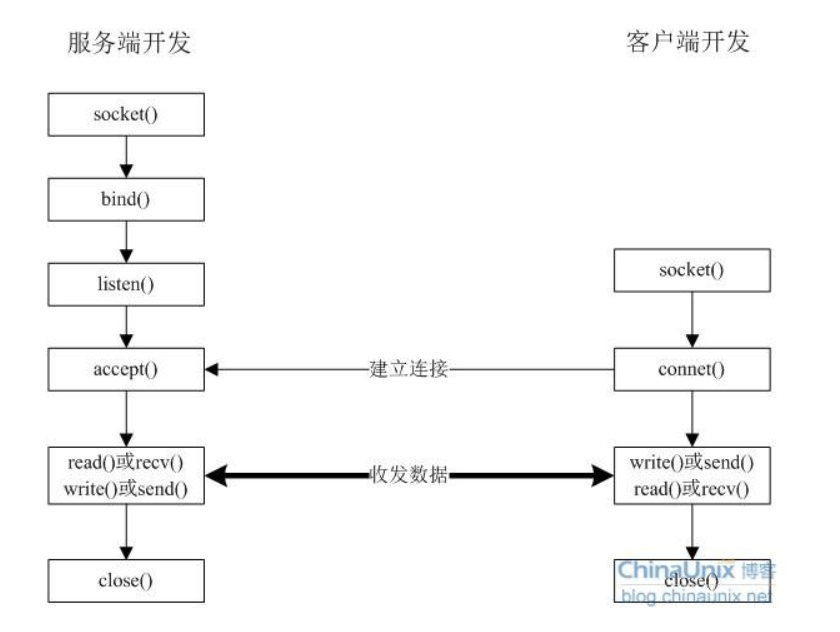 服务端开发
客户端开发
socket()
bind()
listen()
socket()
accept()
建立连接
connet()
read()或recv()
write()或send()
收发数据
write()或send()
read()或recv()
close()
close()
ChinaUnix 博客
blog.chinaunix.net